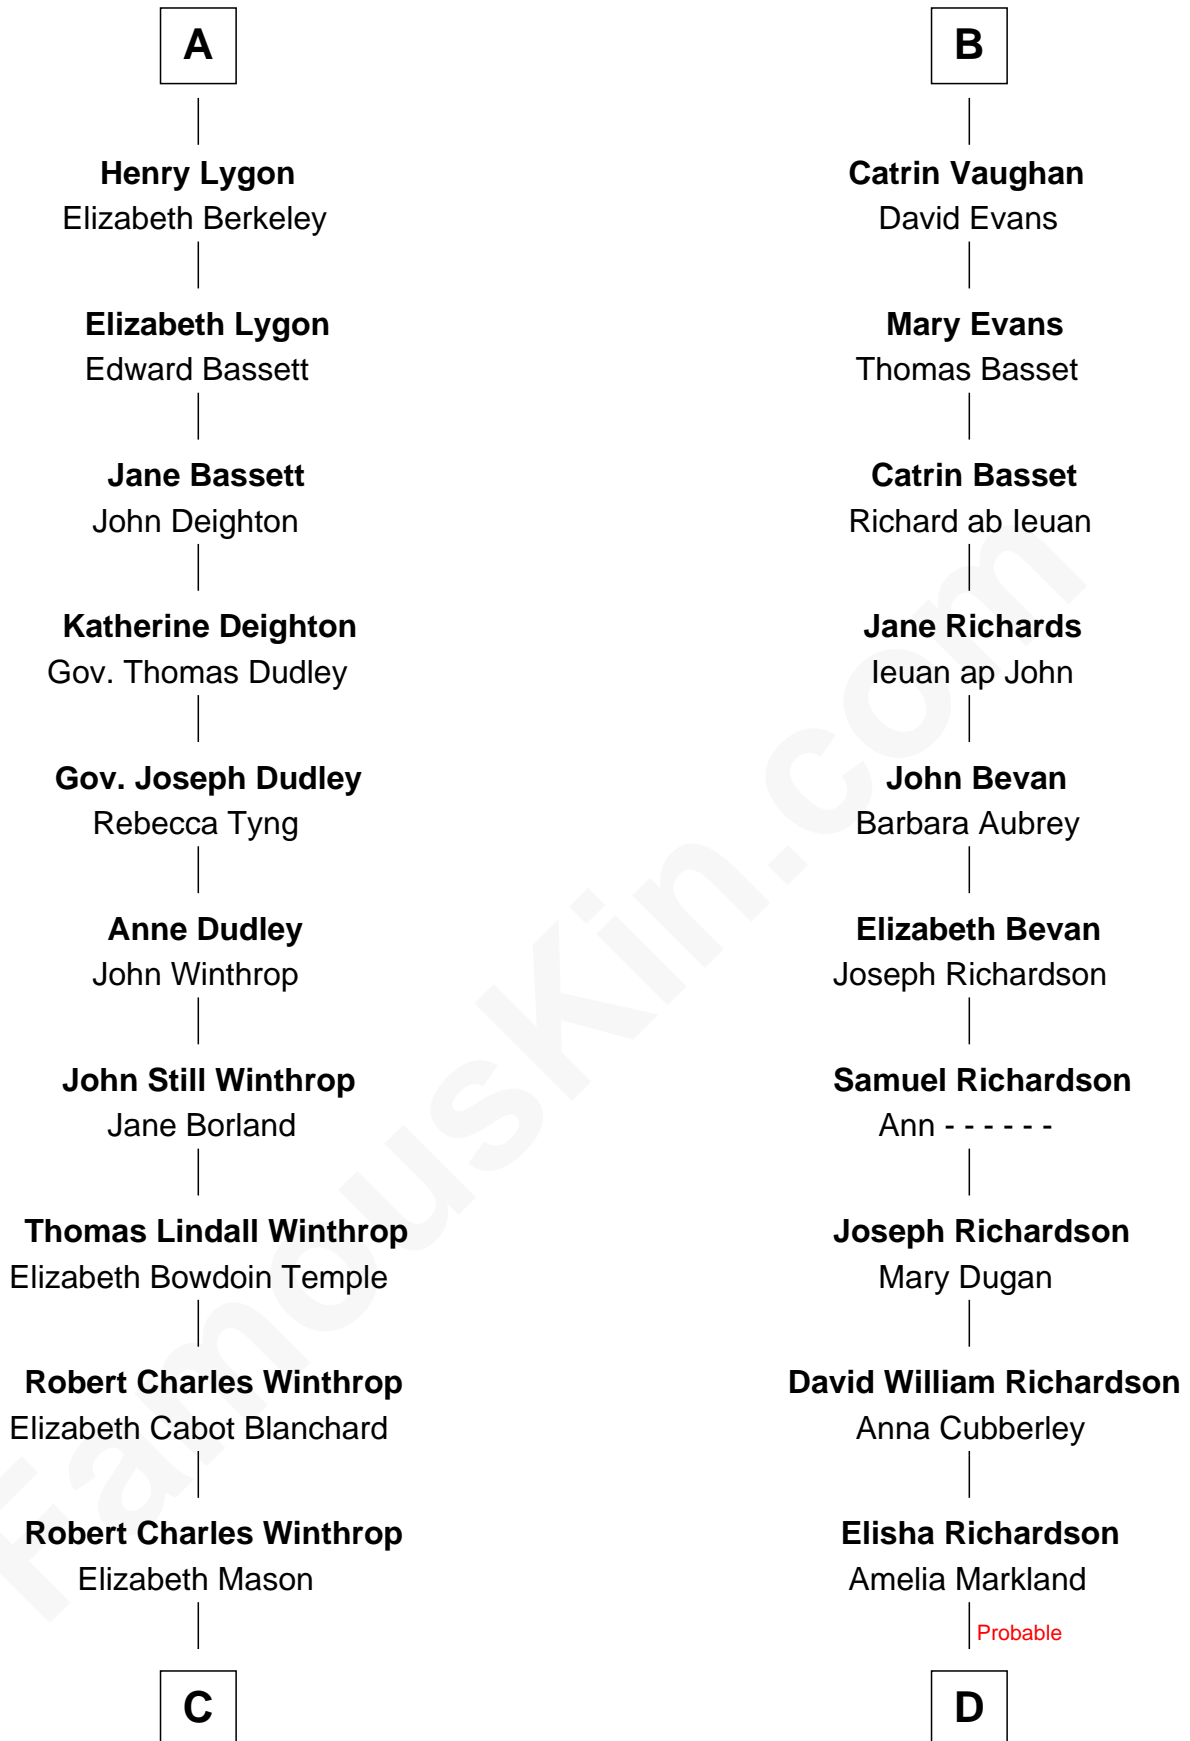 A
Henry Lygon
Elizabeth Berkeley
Elizabeth Lygon
Edward Bassett
Jane Bassett
John Deighton
Katherine Deighton
Gov. Thomas Dudley
Gov. Joseph Dudley
Rebecca Tyng
Anne Dudley
John Winthrop
John Still Winthrop
Jane Borland
Thomas Lindall Winthrop
Elizabeth Bowdoin Temple
Robert Charles Winthrop
Elizabeth Cabot Blanchard
Robert Charles Winthrop
Elizabeth Mason
C
B
Catrin Vaughan
David Evans
Mary Evans
Thomas Basset
Catrin Basset
Richard ab Ieuan
Jane Richards
Ieuan ap John
John Bevan
Barbara Aubrey
Elizabeth Bevan
Joseph Richardson
Samuel Richardson
Ann - - - - - -
Joseph Richardson
Mary Dugan
David William Richardson
Anna Cubberley
Elisha Richardson
Amelia Markland
Probable
D
FamousKin.com